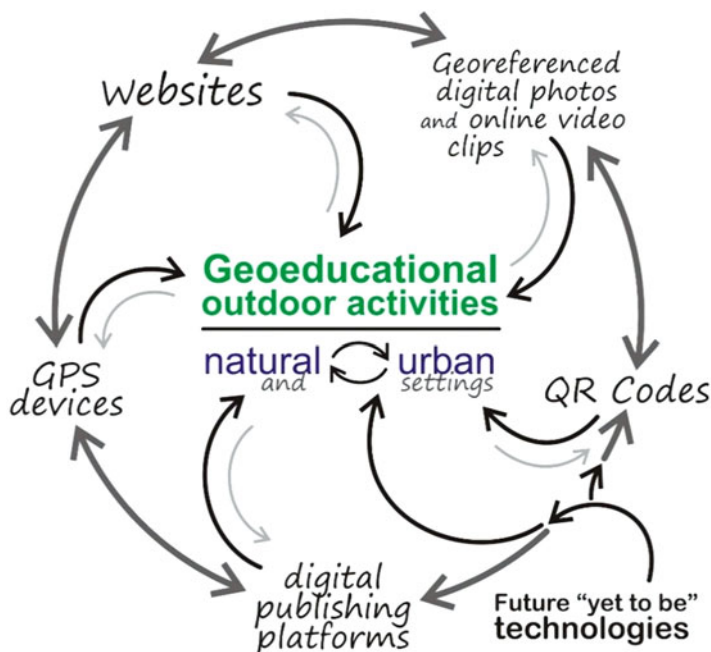 Websites
Georeferenced
digital photos
and online video
clips
Geoeducational
outdoor activities
natural urban
and settings
GPS
devices
QR Codes
digital
publishing
platforms
Future “yet to be”
technologies